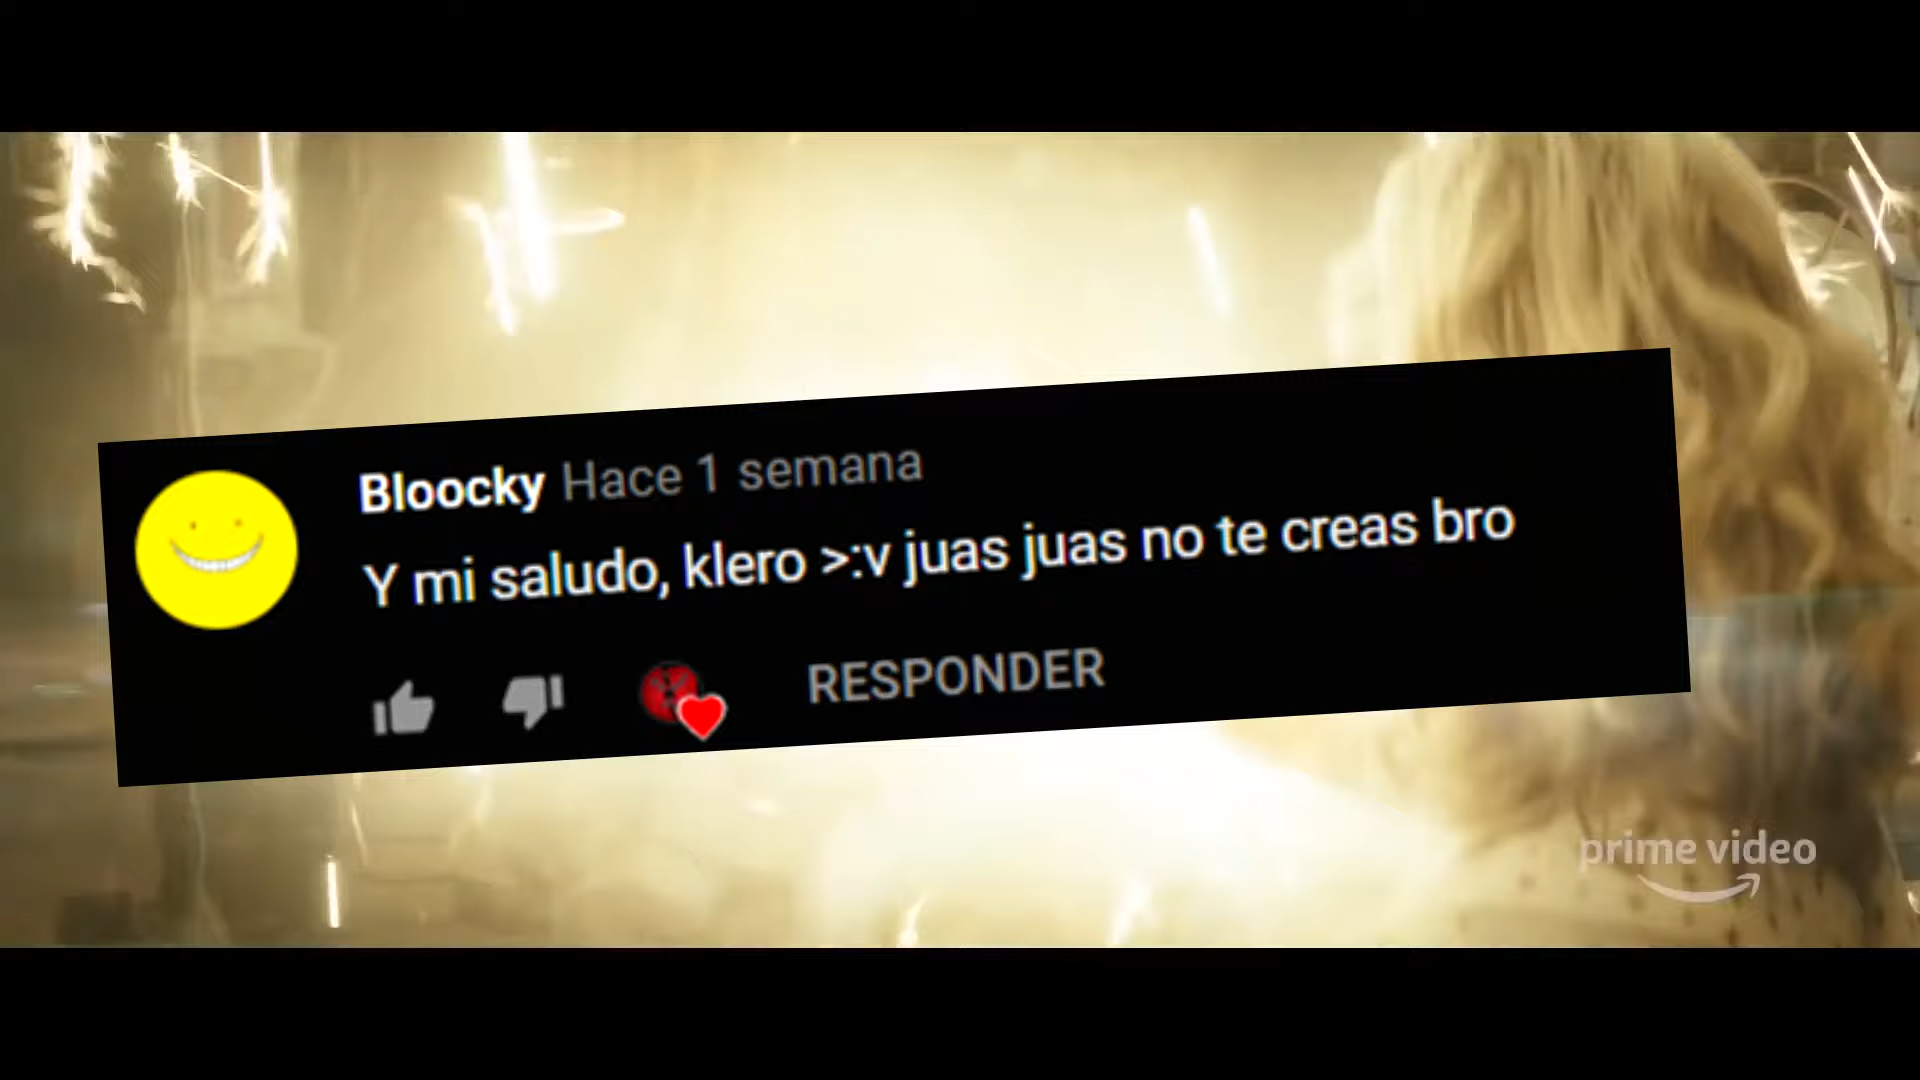 Bloocky Hace 1 semana
Y mi saludo, klero >:v juas juas no te creas bro
RESPONDER
prime video